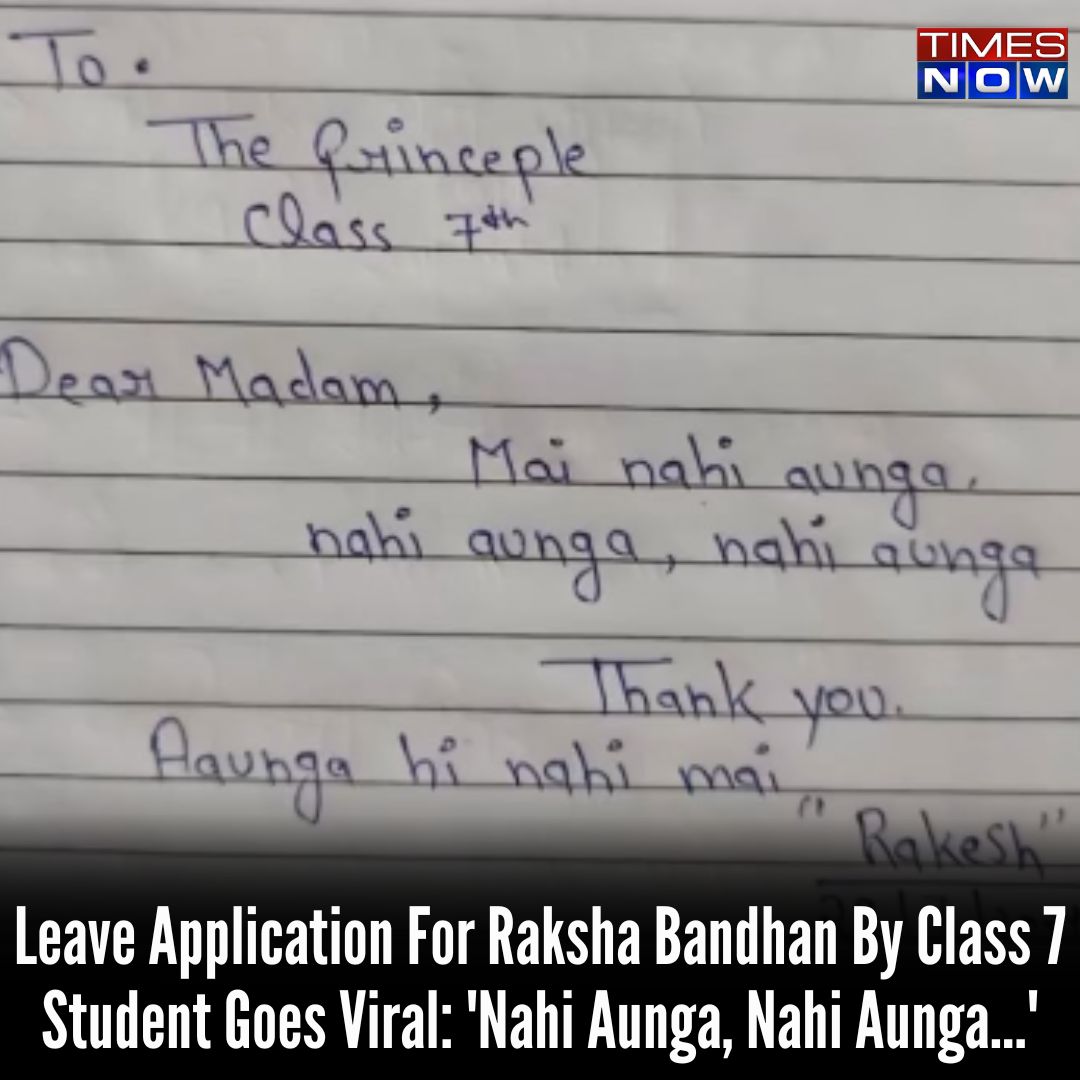 TIMES
NOW
To.
The Princeple
Class 7th
Dear Madam,
Mai nahi aunga.
nahi aunga, nahi aunga
Thank you.
Aaunga hi nahi mai
"Rakesh"
Leave Application For Raksha Bandhan By Class 7
Student Goes Viral: 'Nahi Aunga, Nahi Aunga...'